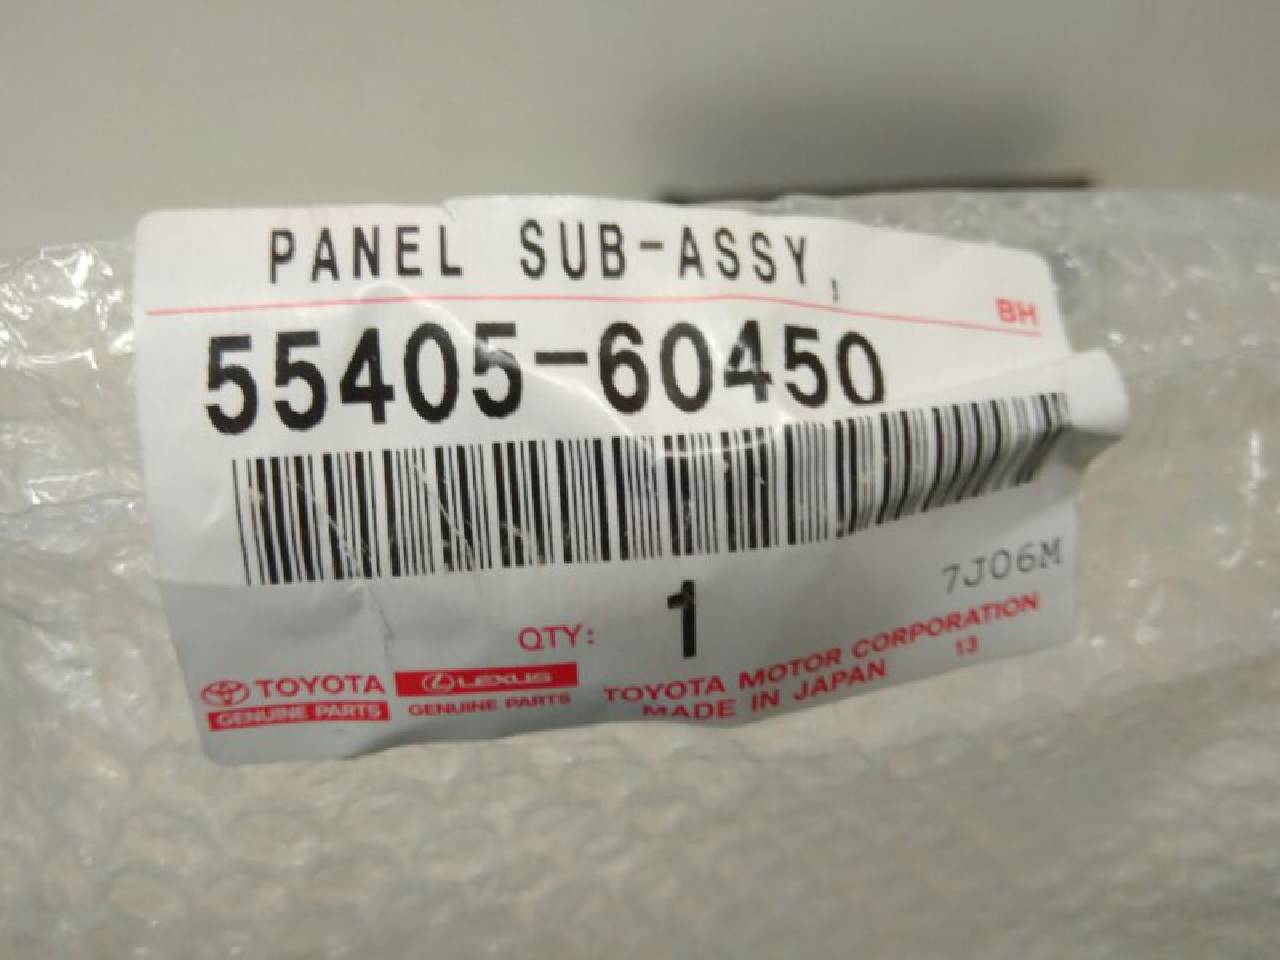 PANEL SUB-ASSY,
BH
55405-60450
7J06M
QTY: 1
TOYOTA
GENUINE PARTS
LEXUS
GENUINE PARTS
TOYOTA MOTOR CORPORATION
MADE IN JAPAN 13